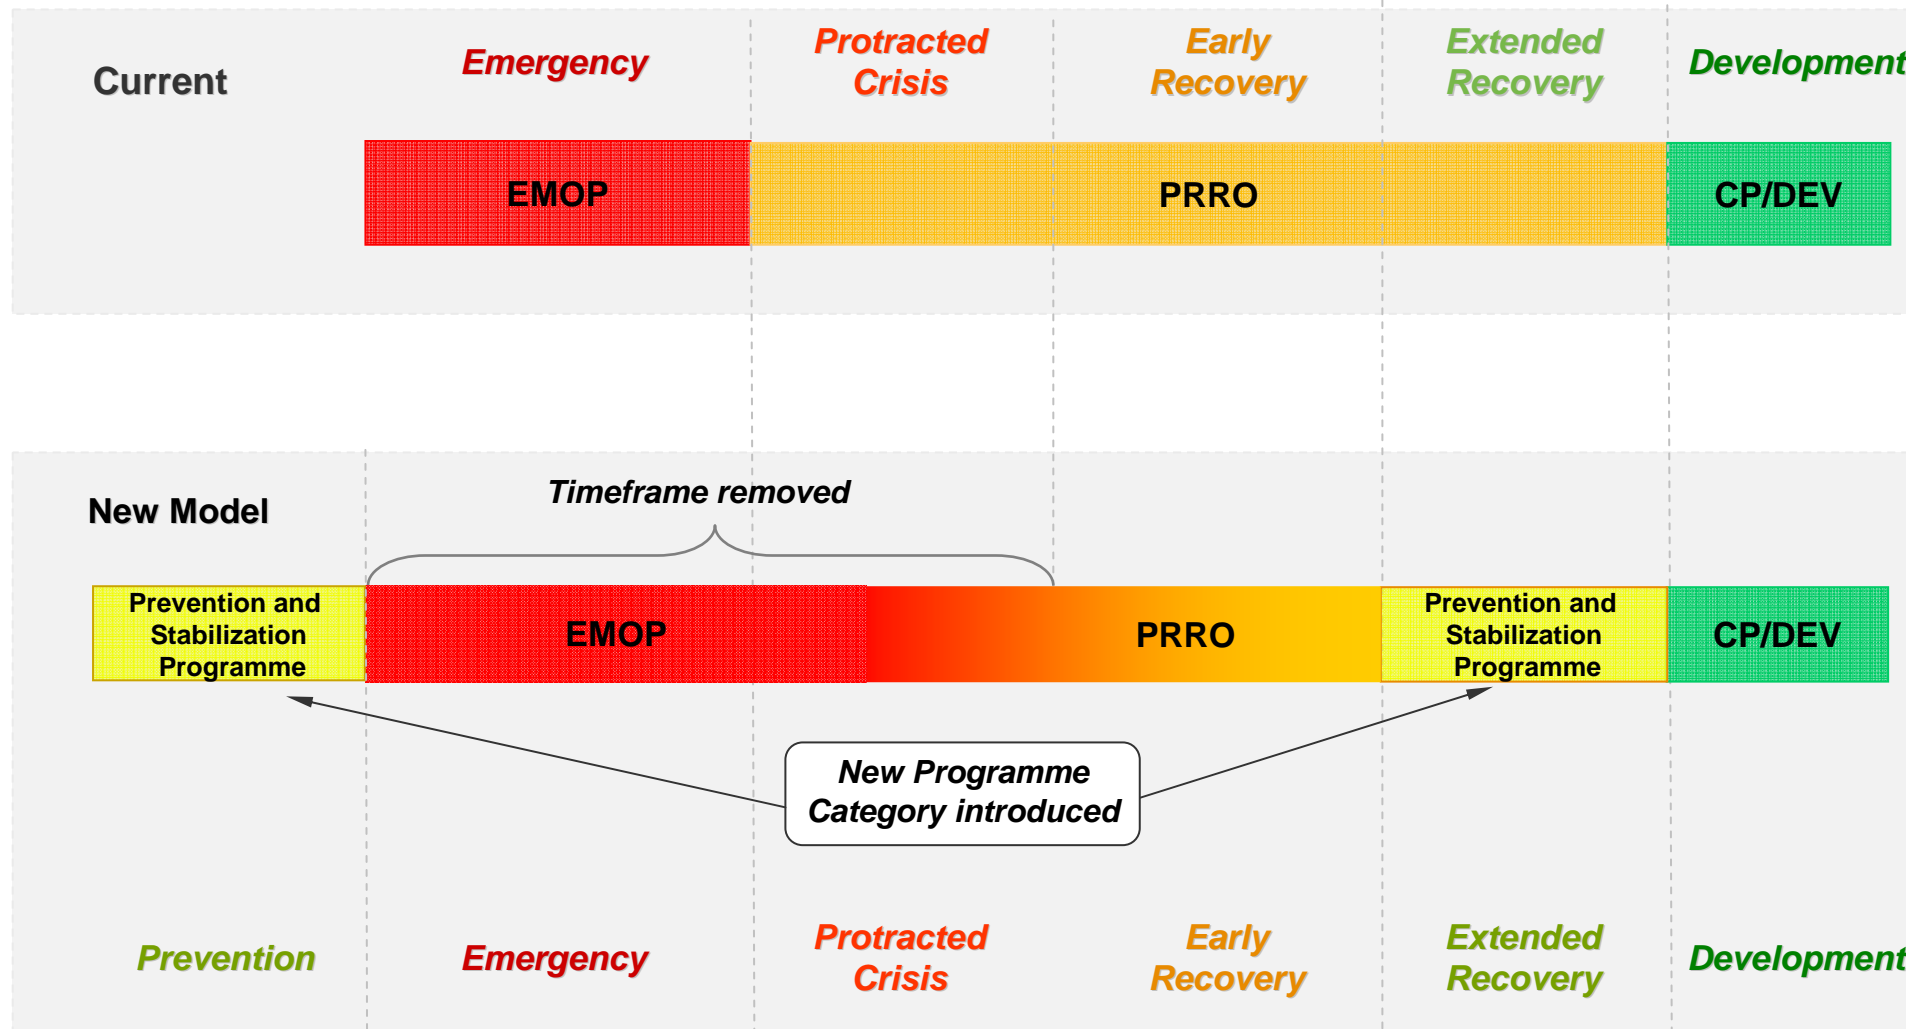 Current
Emergency
Protracted
Crisis
Early
Recovery
Extended
Recovery
Development
EMOP
PRRO
CP/DEV
New Model
Timeframe removed
Prevention and
Stabilization
Programme
EMOP
PRRO
Prevention and
Stabilization
Programme
CP/DEV
New Programme
Category introduced
Prevention
Emergency
Protracted
Crisis
Early
Recovery
Extended
Recovery
Development